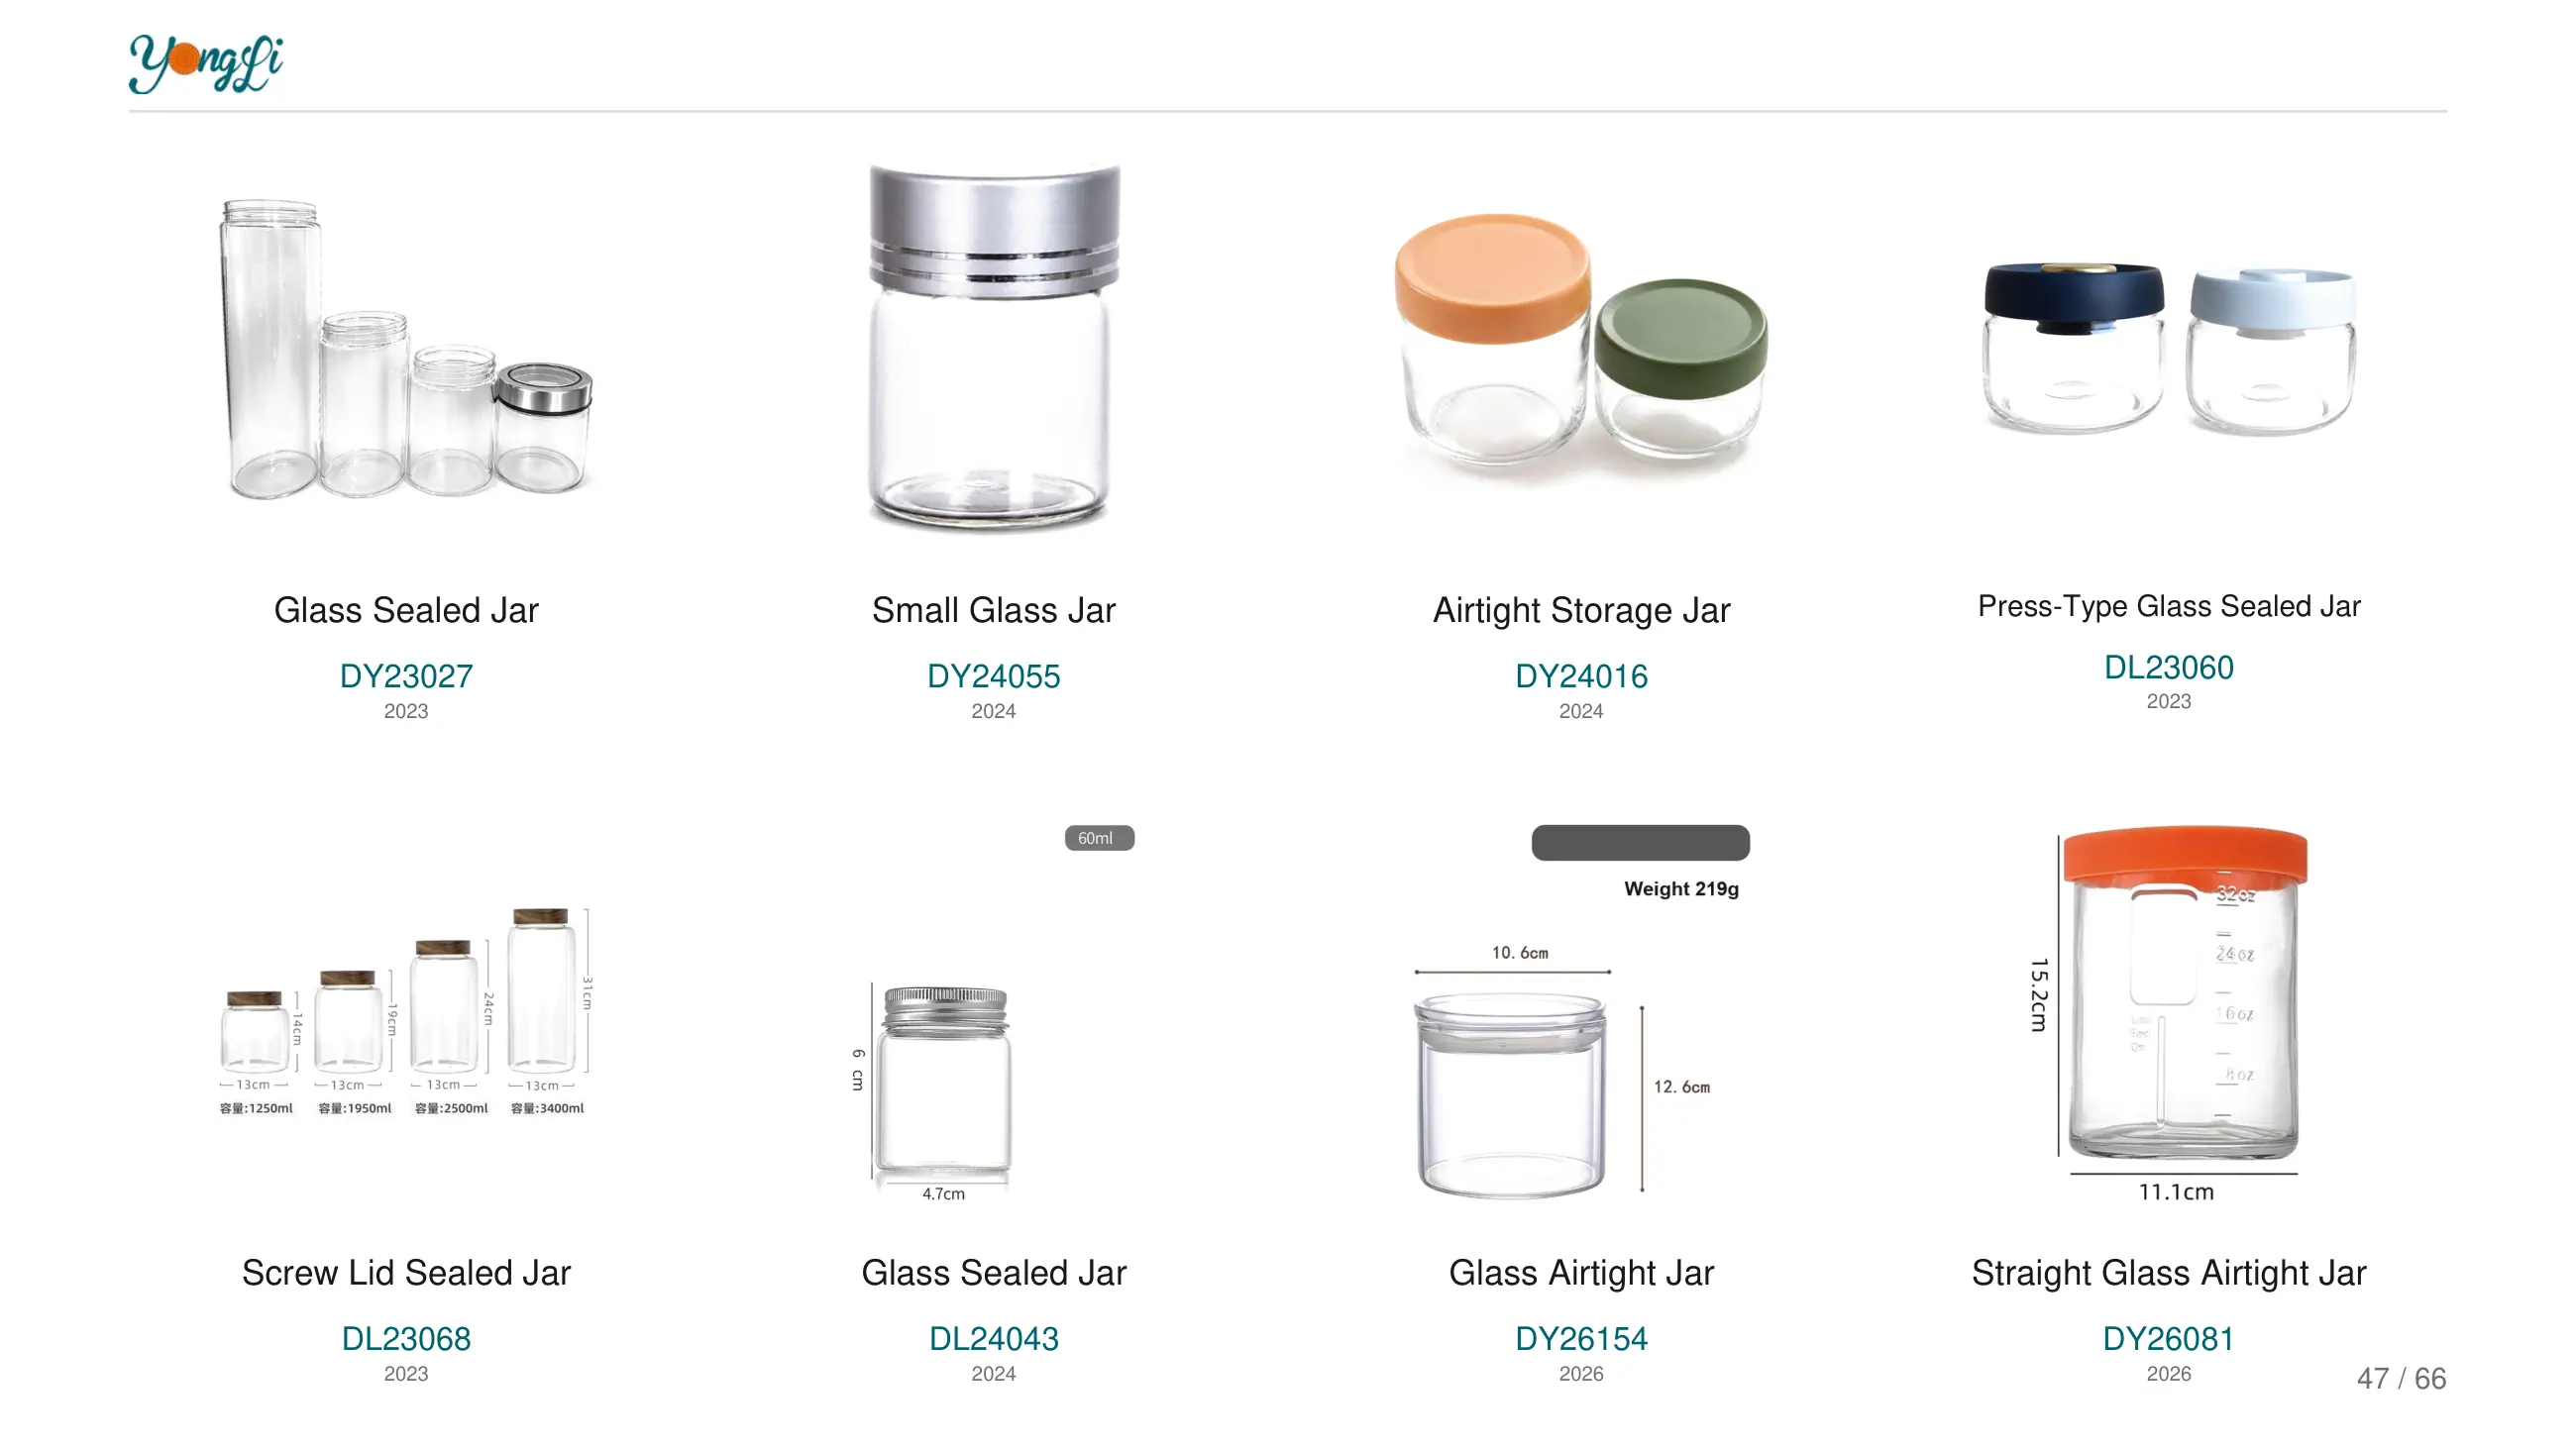 YongLi
Glass Sealed Jar
DY23027
2023
Small Glass Jar
DY24055
2024
Airtight Storage Jar
DY24016
2024
Press-Type Glass Sealed Jar
DL23060
2023
14cm
19cm
24cm
31cm
13cm
13cm
13cm
13cm
容量:1250ml
容量:1950ml
容量:2500ml
容量:3400ml
Screw Lid Sealed Jar
DL23068
2023
60ml
6 cm
4.7cm
Glass Sealed Jar
DL24043
2024
Weight 219g
10.6cm
12.6cm
Glass Airtight Jar
DY26154
2026
32oz
24oz
16oz
8oz
15.2cm
11.1cm
Straight Glass Airtight Jar
DY26081
2026
47 / 66